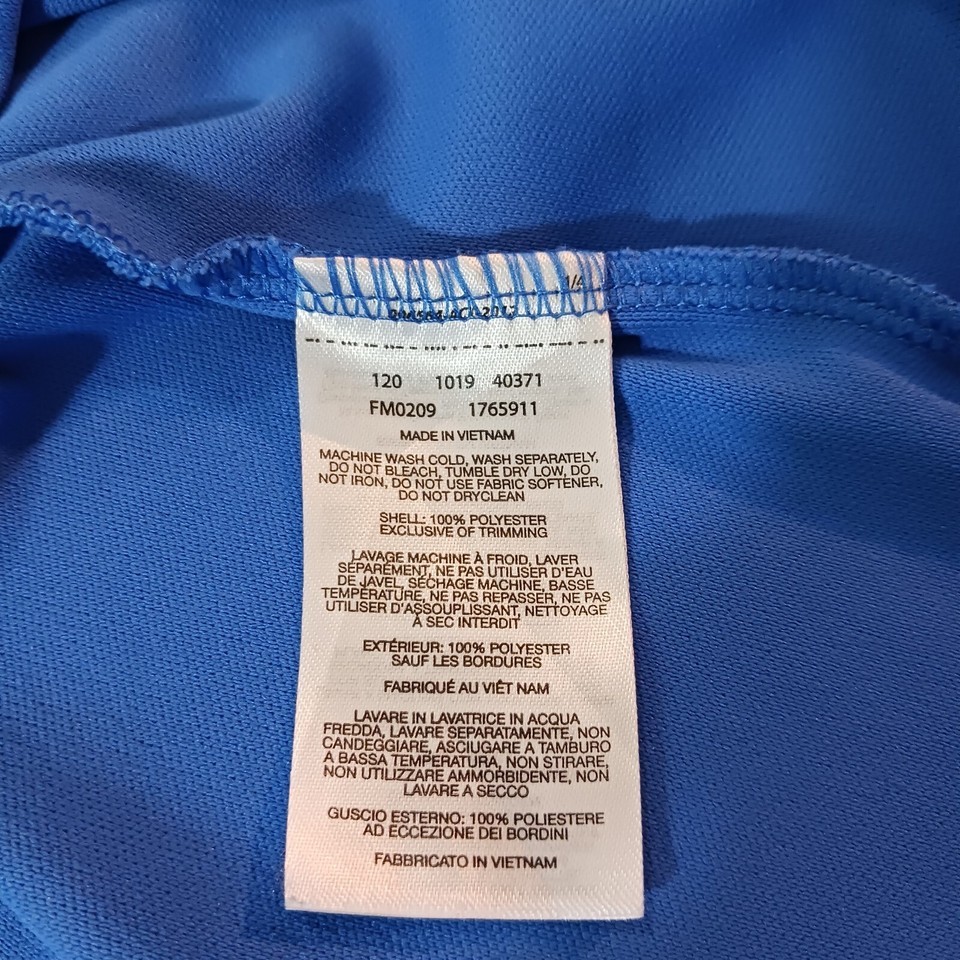 1/4
120 1019 40371
FM0209 1765911
MADE IN VIETNAM
MACHINE WASH COLD, WASH SEPARATELY,
DO NOT BLEACH, TUMBLE DRY LOW, DO
NOT IRON, DO NOT USE FABRIC SOFTENER,
DO NOT DRYCLEAN
SHELL: 100% POLYESTER
EXCLUSIVE OF TRIMMING
LAVAGE MACHINE À FROID, LAVER
SÉPARÉMENT, NE PAS UTILISER D'EAU
DE JAVEL, SÉCHAGE MACHINE, BASSE
TEMPÉRATURE, NE PAS REPASSER, NE PAS
UTILISER D'ASSOUPLISSANT, NETTOYAGE
À SEC INTERDIT
EXTÉRIEUR: 100% POLYESTER
SAUF LES BORDURES
FABRIQUÉ AU VIÊT NAM
LAVARE IN LAVATRICE IN ACQUA
FREDDA, LAVARE SEPARATAMENTE, NON
CANDEGGIARE, ASCIUGARE A TAMBURO
A BASSA TEMPERATURA, NON STIRARE,
NON UTILIZZARE AMMORBIDENTE, NON
LAVARE A SECCO
GUSCIO ESTERNO: 100% POLIESTERE
AD ECCEZIONE DEI BORDINI
FABBRICATO IN VIETNAM